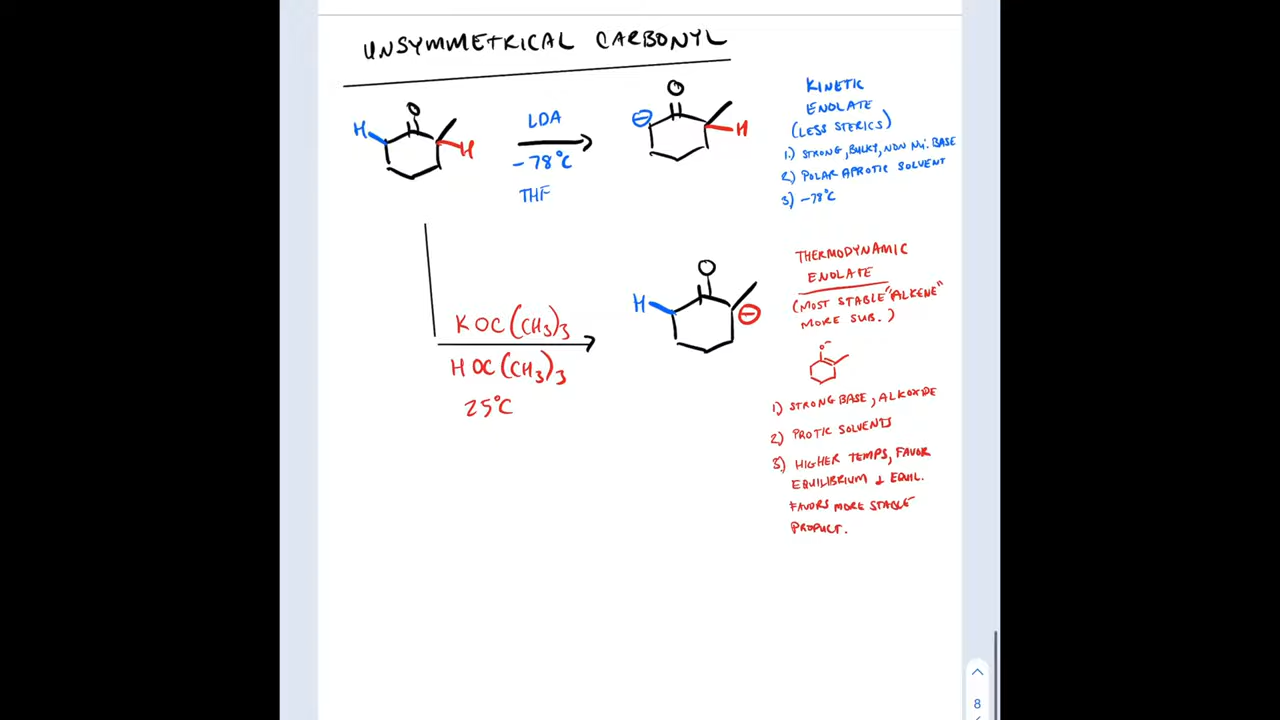 UNSYMMETRICAL CARBONYL
O
H
H
LDA
-78°C
THF
O
⊖
H
KINETIC
ENOLATE
(LESS STERICS)
1.) STRONG, BULKY, NON NU. BASE
2) POLAR APROTIC SOLVENT
3) -78°C
KOC(CH3)3
HOC(CH3)3
25°C
O
H
⊖
THERMODYNAMIC
ENOLATE
(MOST STABLE "ALKENE"
MORE SUB.)
O-
1) STRONG BASE, ALKOXIDE
2) PROTIC SOLVENTS
3.) HIGHER TEMPS, FAVOR
EQUILIBRIUM & EQUIL.
FAVORS MORE STABLE
PRODUCT.
8